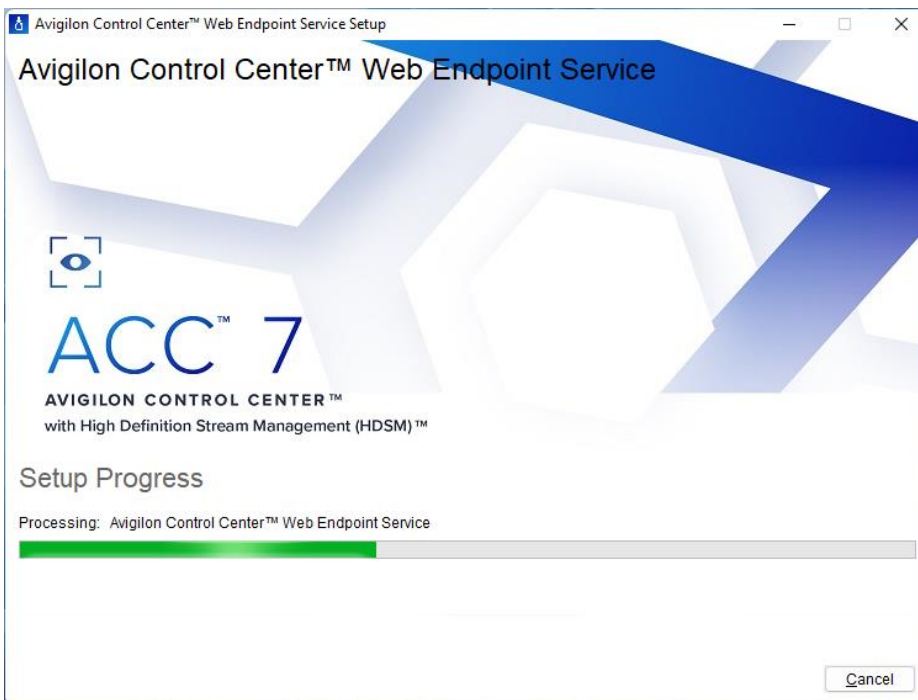 Avigilon Control Center™ Web Endpoint Service Setup
Avigilon Control Center™ Web Endpoint Service
ACC™ 7
AVIGILON CONTROL CENTER™
with High Definition Stream Management (HDSM)™
Setup Progress
Processing: Avigilon Control Center™ Web Endpoint Service
Cancel